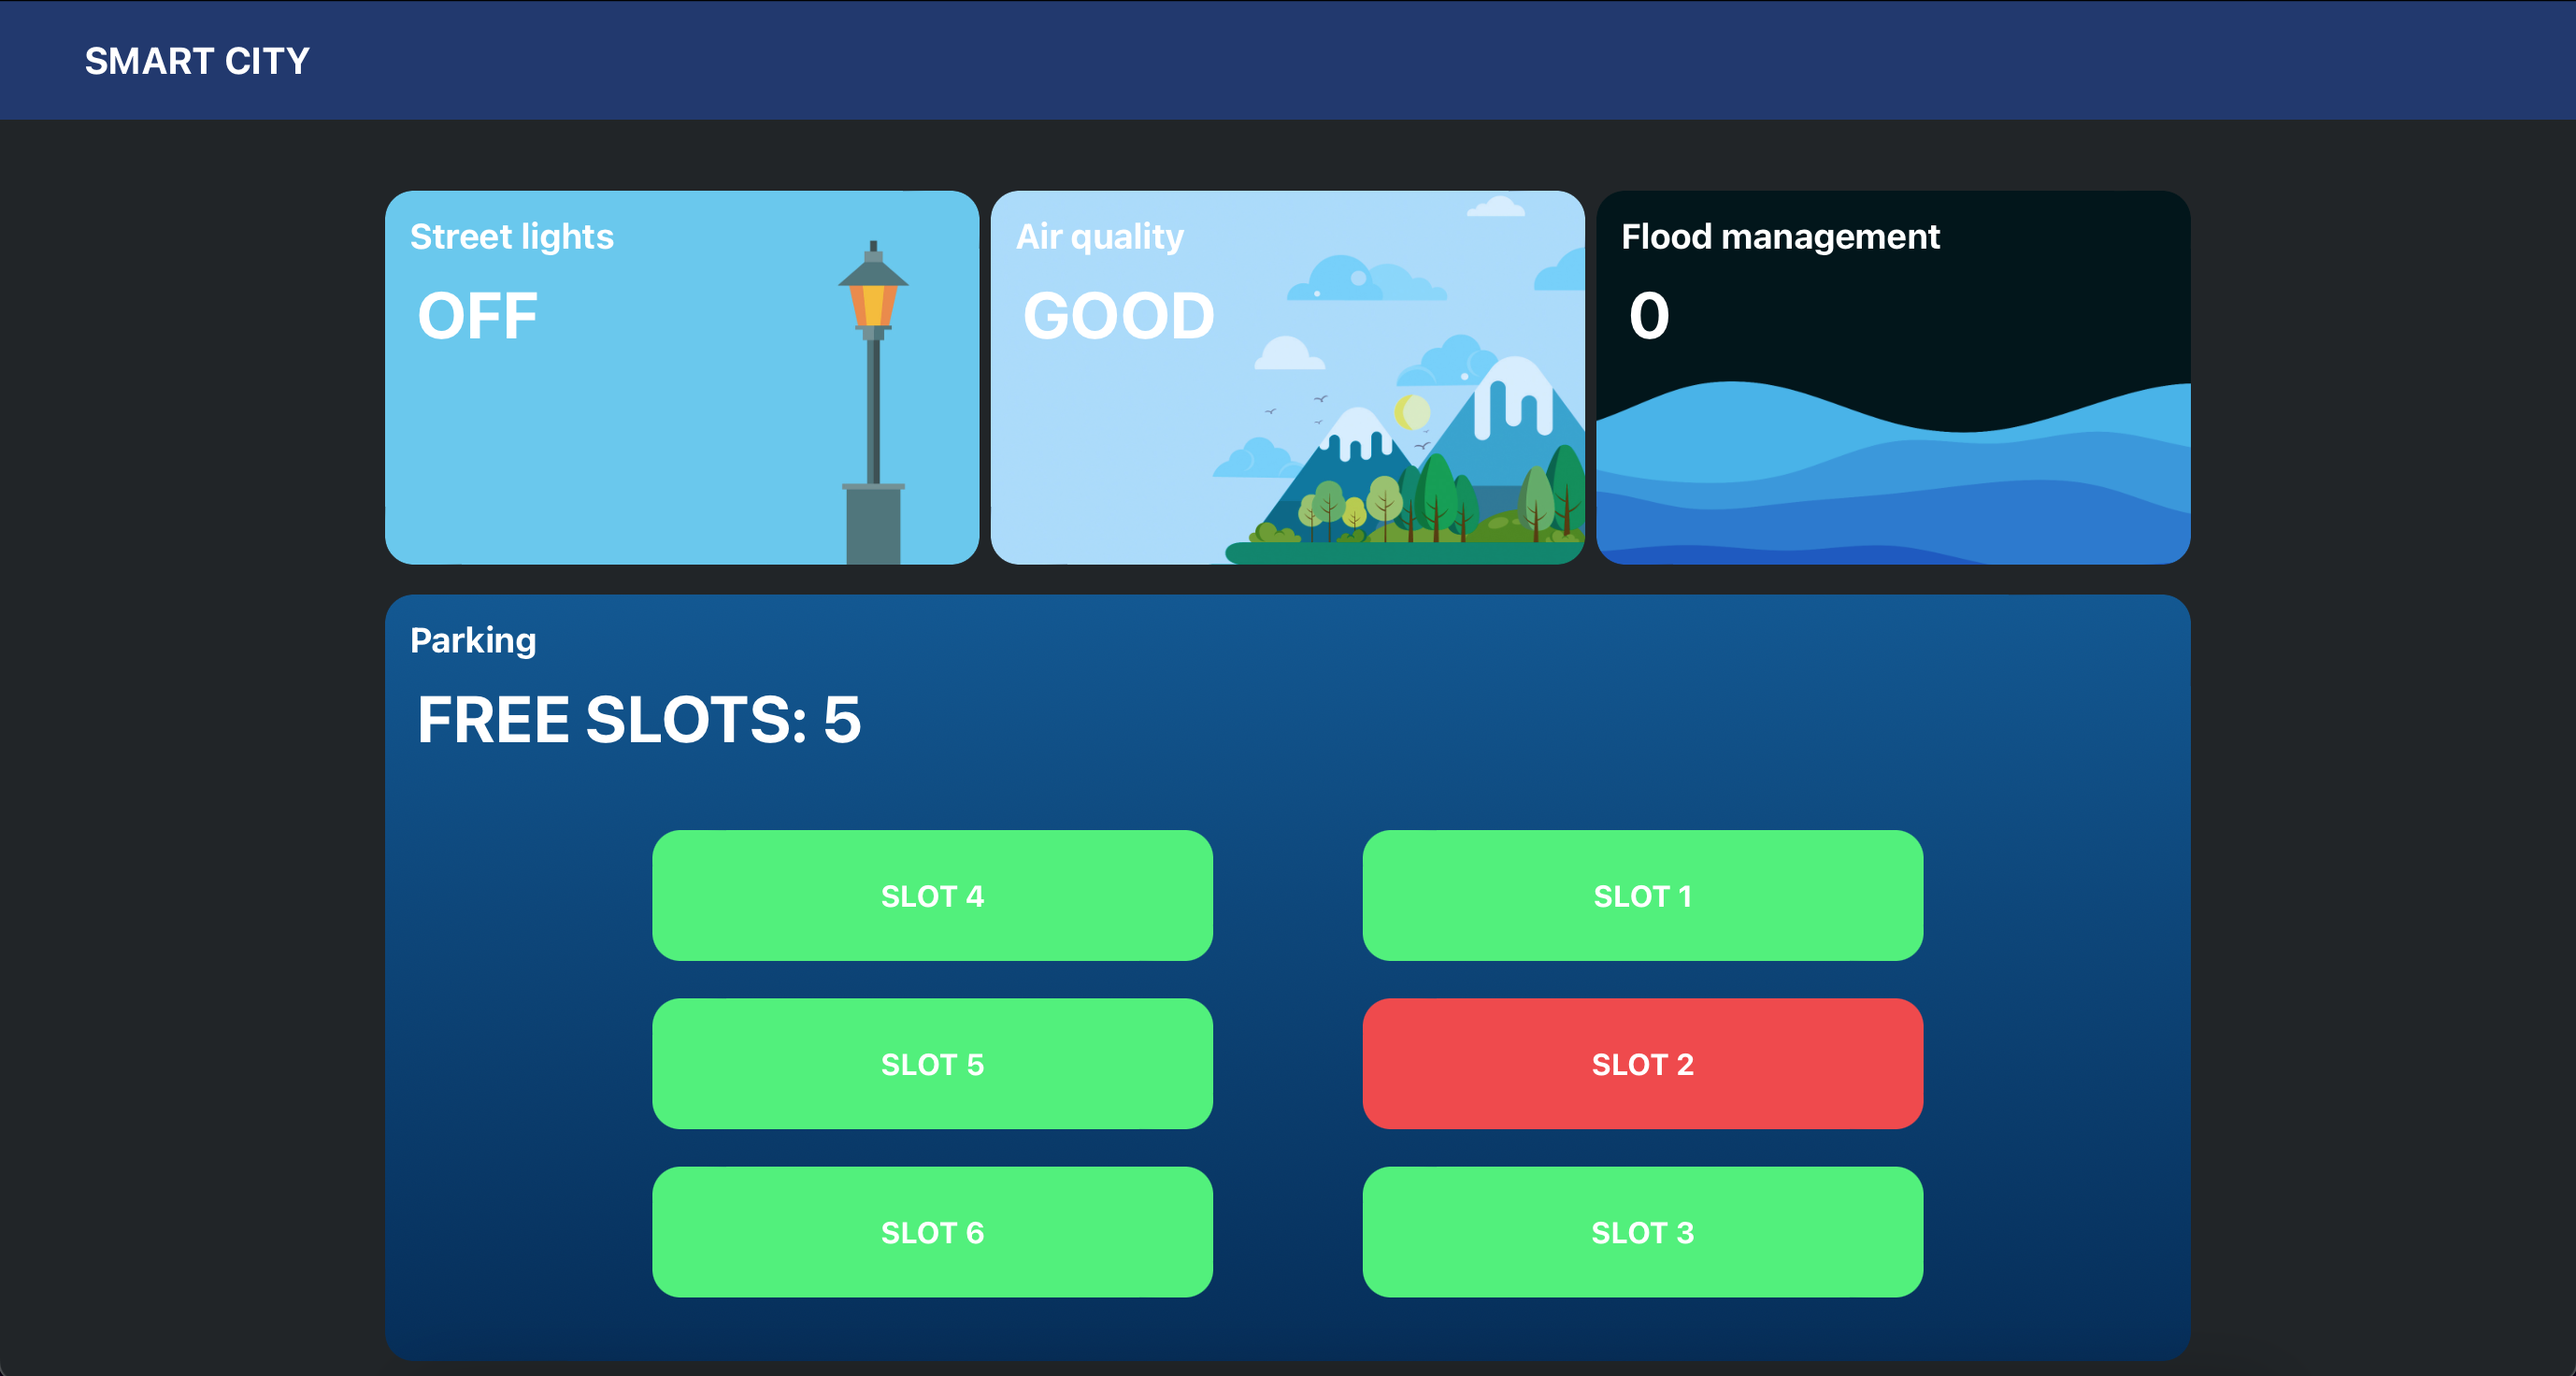 SMART CITY
Street lights
OFF
Air quality
GOOD
Flood management
0
Parking
FREE SLOTS: 5
SLOT 4
SLOT 1
SLOT 5
SLOT 2
SLOT 6
SLOT 3